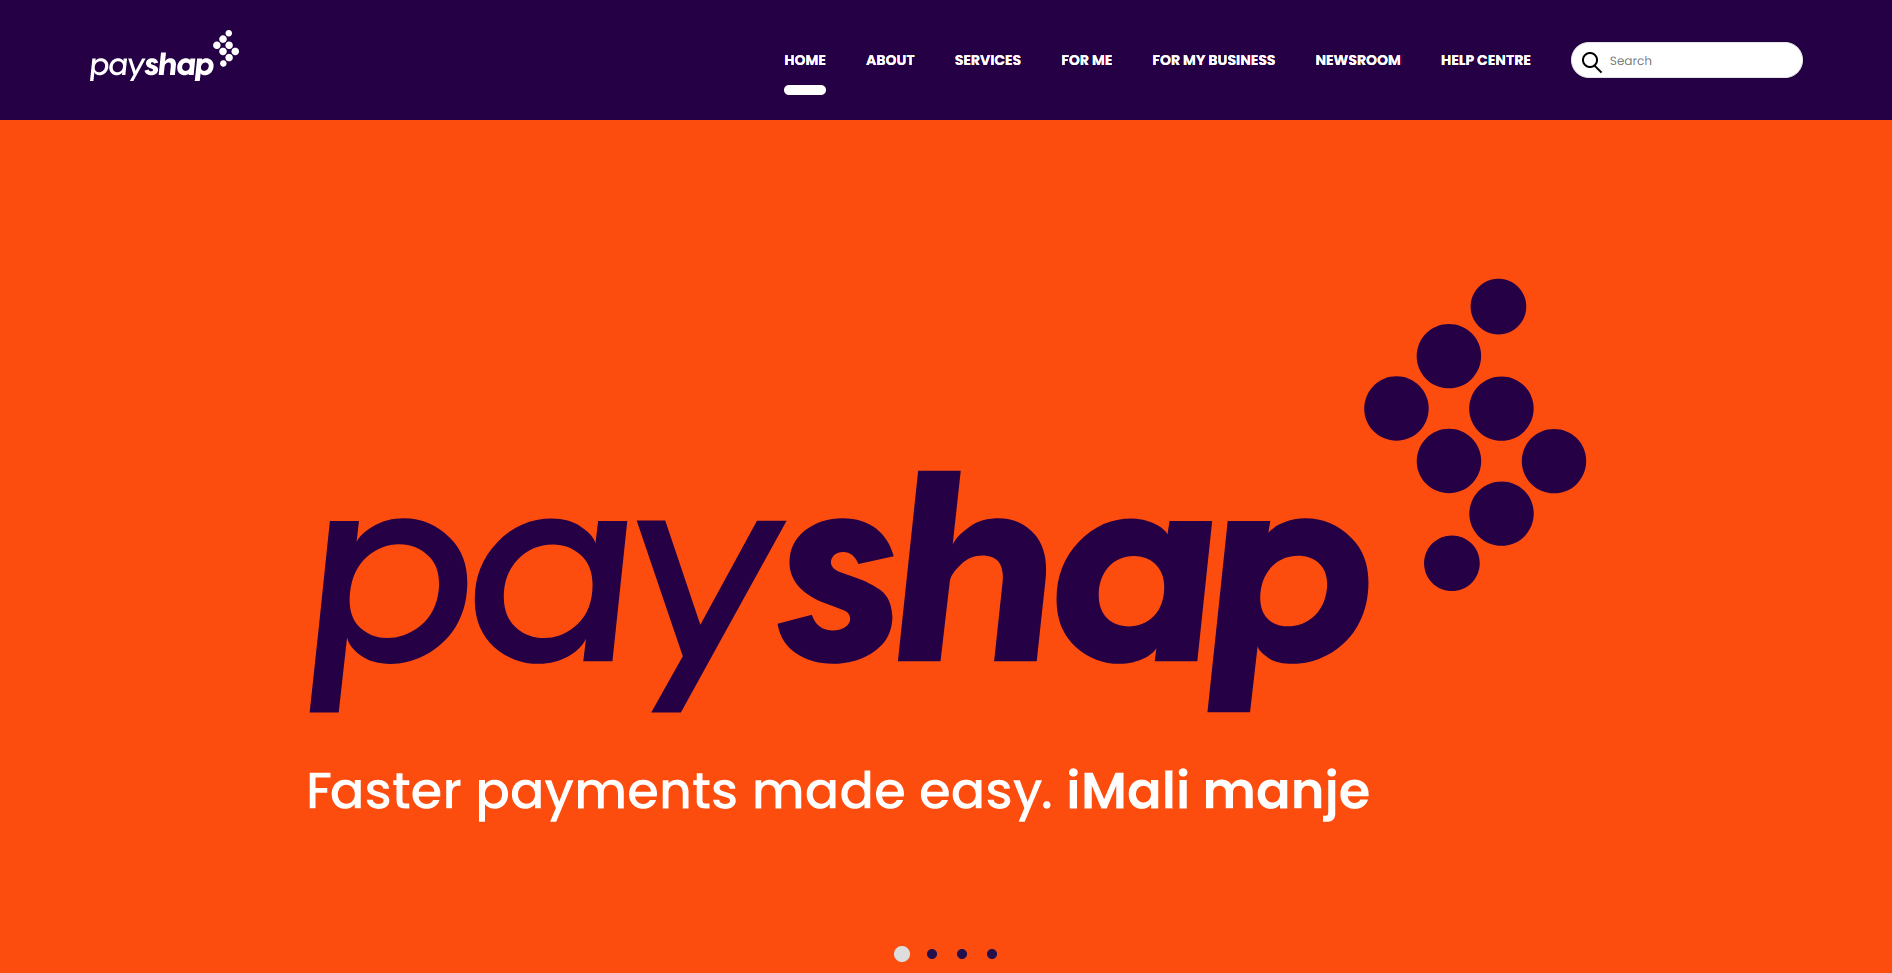 payshap
HOME ABOUT SERVICES FOR ME FOR MY BUSINESS NEWSROOM HELP CENTRE Search
payshap
Faster payments made easy. iMali manje